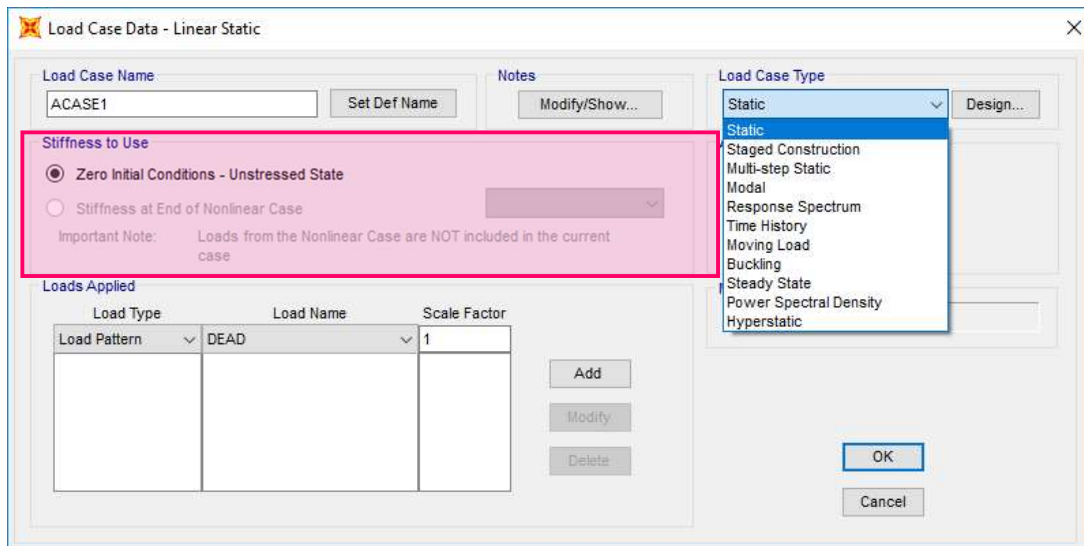 Load Case Data - Linear Static
Load Case Name
Notes
Load Case Type
ACASE1
Set Def Name
Modify/Show...
Static
Design...
Static
Staged Construction
Multi-step Static
Modal
Response Spectrum
Time History
Moving Load
Buckling
Steady State
Power Spectral Density
Hyperstatic
Stiffness to Use
Zero Initial Conditions - Unstressed State
Stiffness at End of Nonlinear Case
Important Note: Loads from the Nonlinear Case are NOT included in the current
case
Loads Applied
Load Type Load Name Scale Factor
Load Pattern DEAD 1
Add
Modify
Delete
OK
Cancel